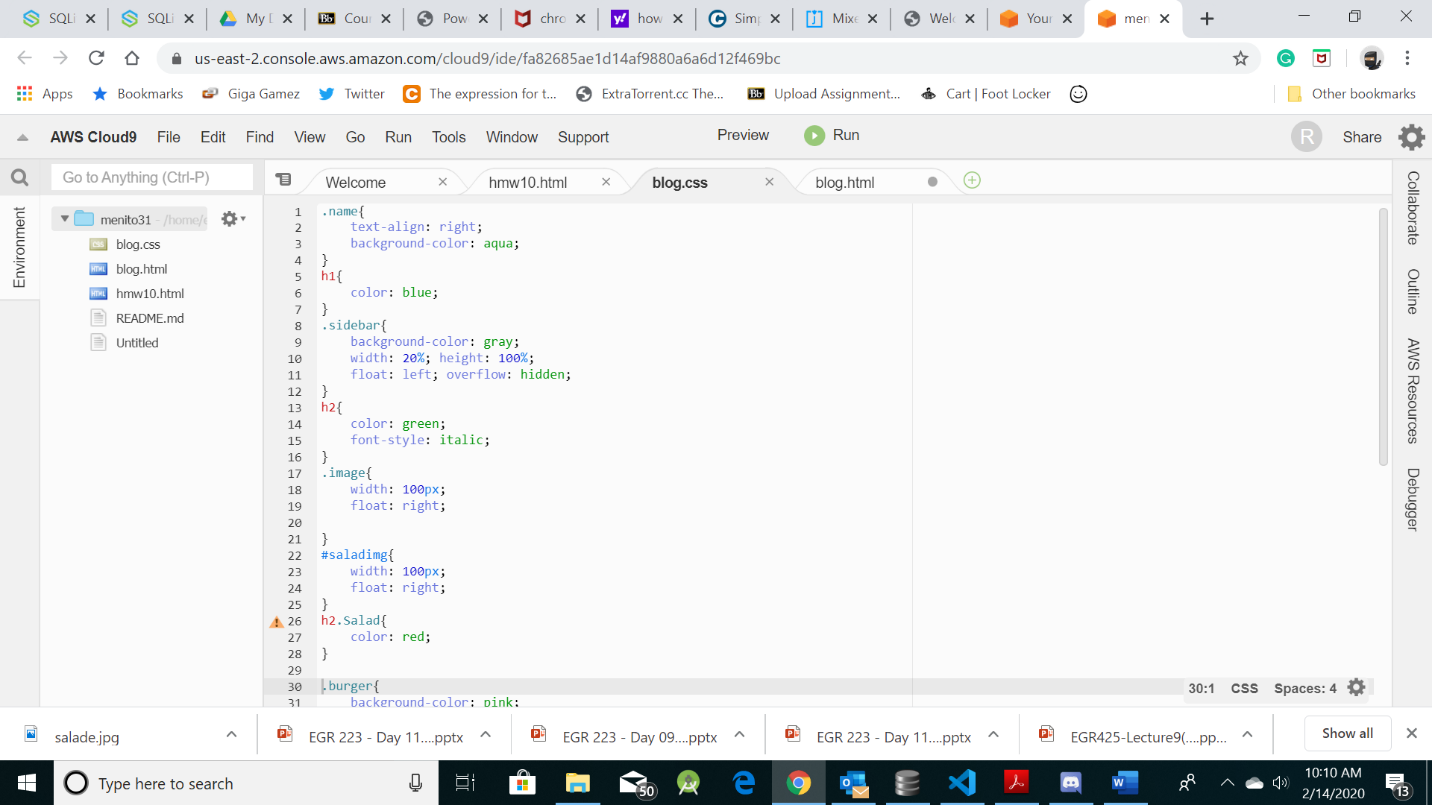 SQLi
SQLi
My D
Cour
Pow
chro
how
Simp
Mixe
Welc
Your
men
us-east-2.console.aws.amazon.com/cloud9/ide/fa82685ae1d14af9880a6a6d12f469bc
Apps Bookmarks Giga Gamez Twitter The expression for t... ExtraTorrent.cc The... Upload Assignment... Cart | Foot Locker Other bookmarks
AWS Cloud9 File Edit Find View Go Run Tools Window Support Preview Run R Share
Go to Anything (Ctrl-P)
Welcome hmw10.html blog.css blog.html
Environment
menito31 - /home/e
blog.css
blog.html
hmw10.html
README.md
Untitled
1 .name{
2 text-align: right;
3 background-color: aqua;
4 }
5 h1{
6 color: blue;
7 }
8 .sidebar{
9 background-color: gray;
10 width: 20%; height: 100%;
11 float: left; overflow: hidden;
12 }
13 h2{
14 color: green;
15 font-style: italic;
16 }
17 .image{
18 width: 100px;
19 float: right;
20
21 }
22 #saladimg{
23 width: 100px;
24 float: right;
25 }
26 h2.Salad{
27 color: red;
28 }
29
30 .burger{
31 background-color: pink;
30:1 CSS Spaces: 4
Collaborate
Outline
AWS Resources
Debugger
salade.jpg EGR 223 - Day 11....pptx EGR 223 - Day 09....pptx EGR 223 - Day 11....pptx EGR425-Lecture9(....pp... Show all
Type here to search
50
10:10 AM
2/14/2020
13